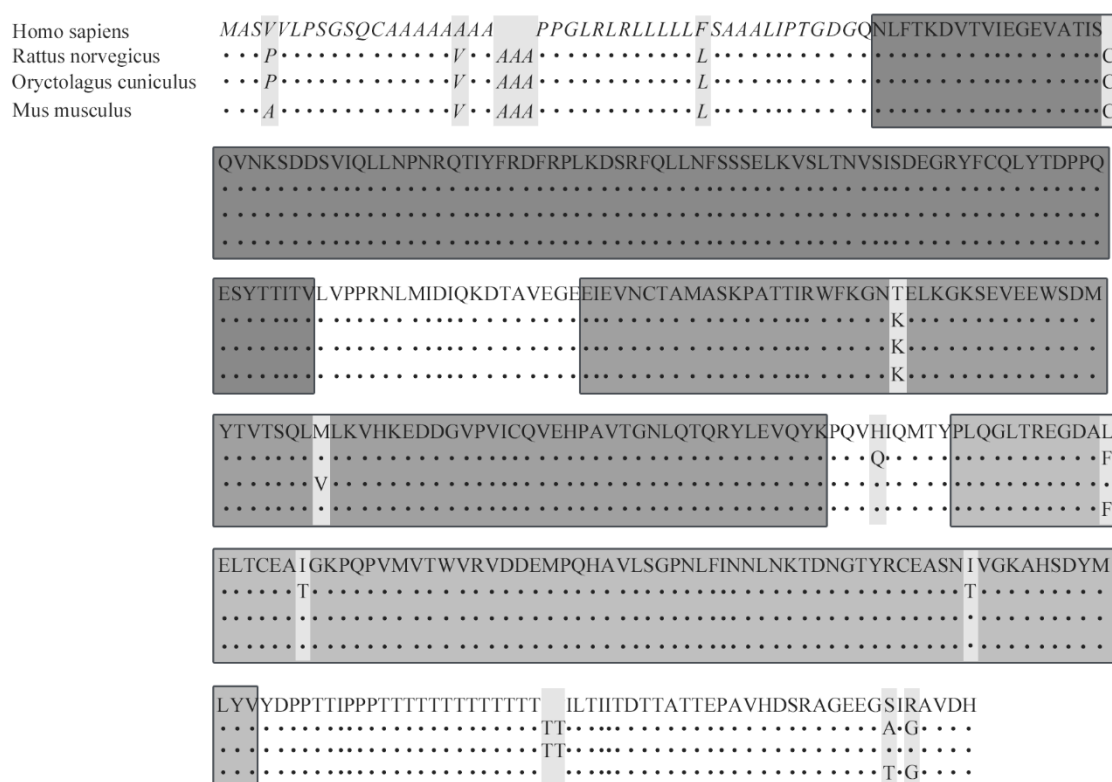 Homo sapiens MASVVLPSGSQCAAAAAAAA PPGLRLRLLLLLFSAAALIPTGDGQNLFTKDVTVIEGEVATIS
Rattus norvegicus P V AAA L C
Oryctolagus cuniculus P V AAA L C
Mus musculus A V AAA L C
QVNKSDDSVIQLLNPNRQTIYFRDFRPLKDSRFQLLNFSSSELKVSLTNVSISDEGRYFCQLYTDPPQ
ESYTTITVLVPPRNLMIDIQKDTAVEGEEIEVNCTAMASKPATTIRWFKGNTELKGKSEVEEWSDM
K
K
K
YTVTSQLMLKVHKEDDGVPVICQVEHPAVTGNLQTQRYLEVQYKPQVHIQMTYPLQGLTREGDAL
Q F
V
F
ELTCEAIGKPQPVMVTWVRVDDEMPQHAVLSGPNLFINNLNKTDNGTYRCEASNIVGKAHSDYM
T T
LYVYDPPTTIPPPTTTTTTTTTTTTTT ILTIITDTTATTEPAVHDSRAGEEGSIRAVDH
TT A G
TT
T G